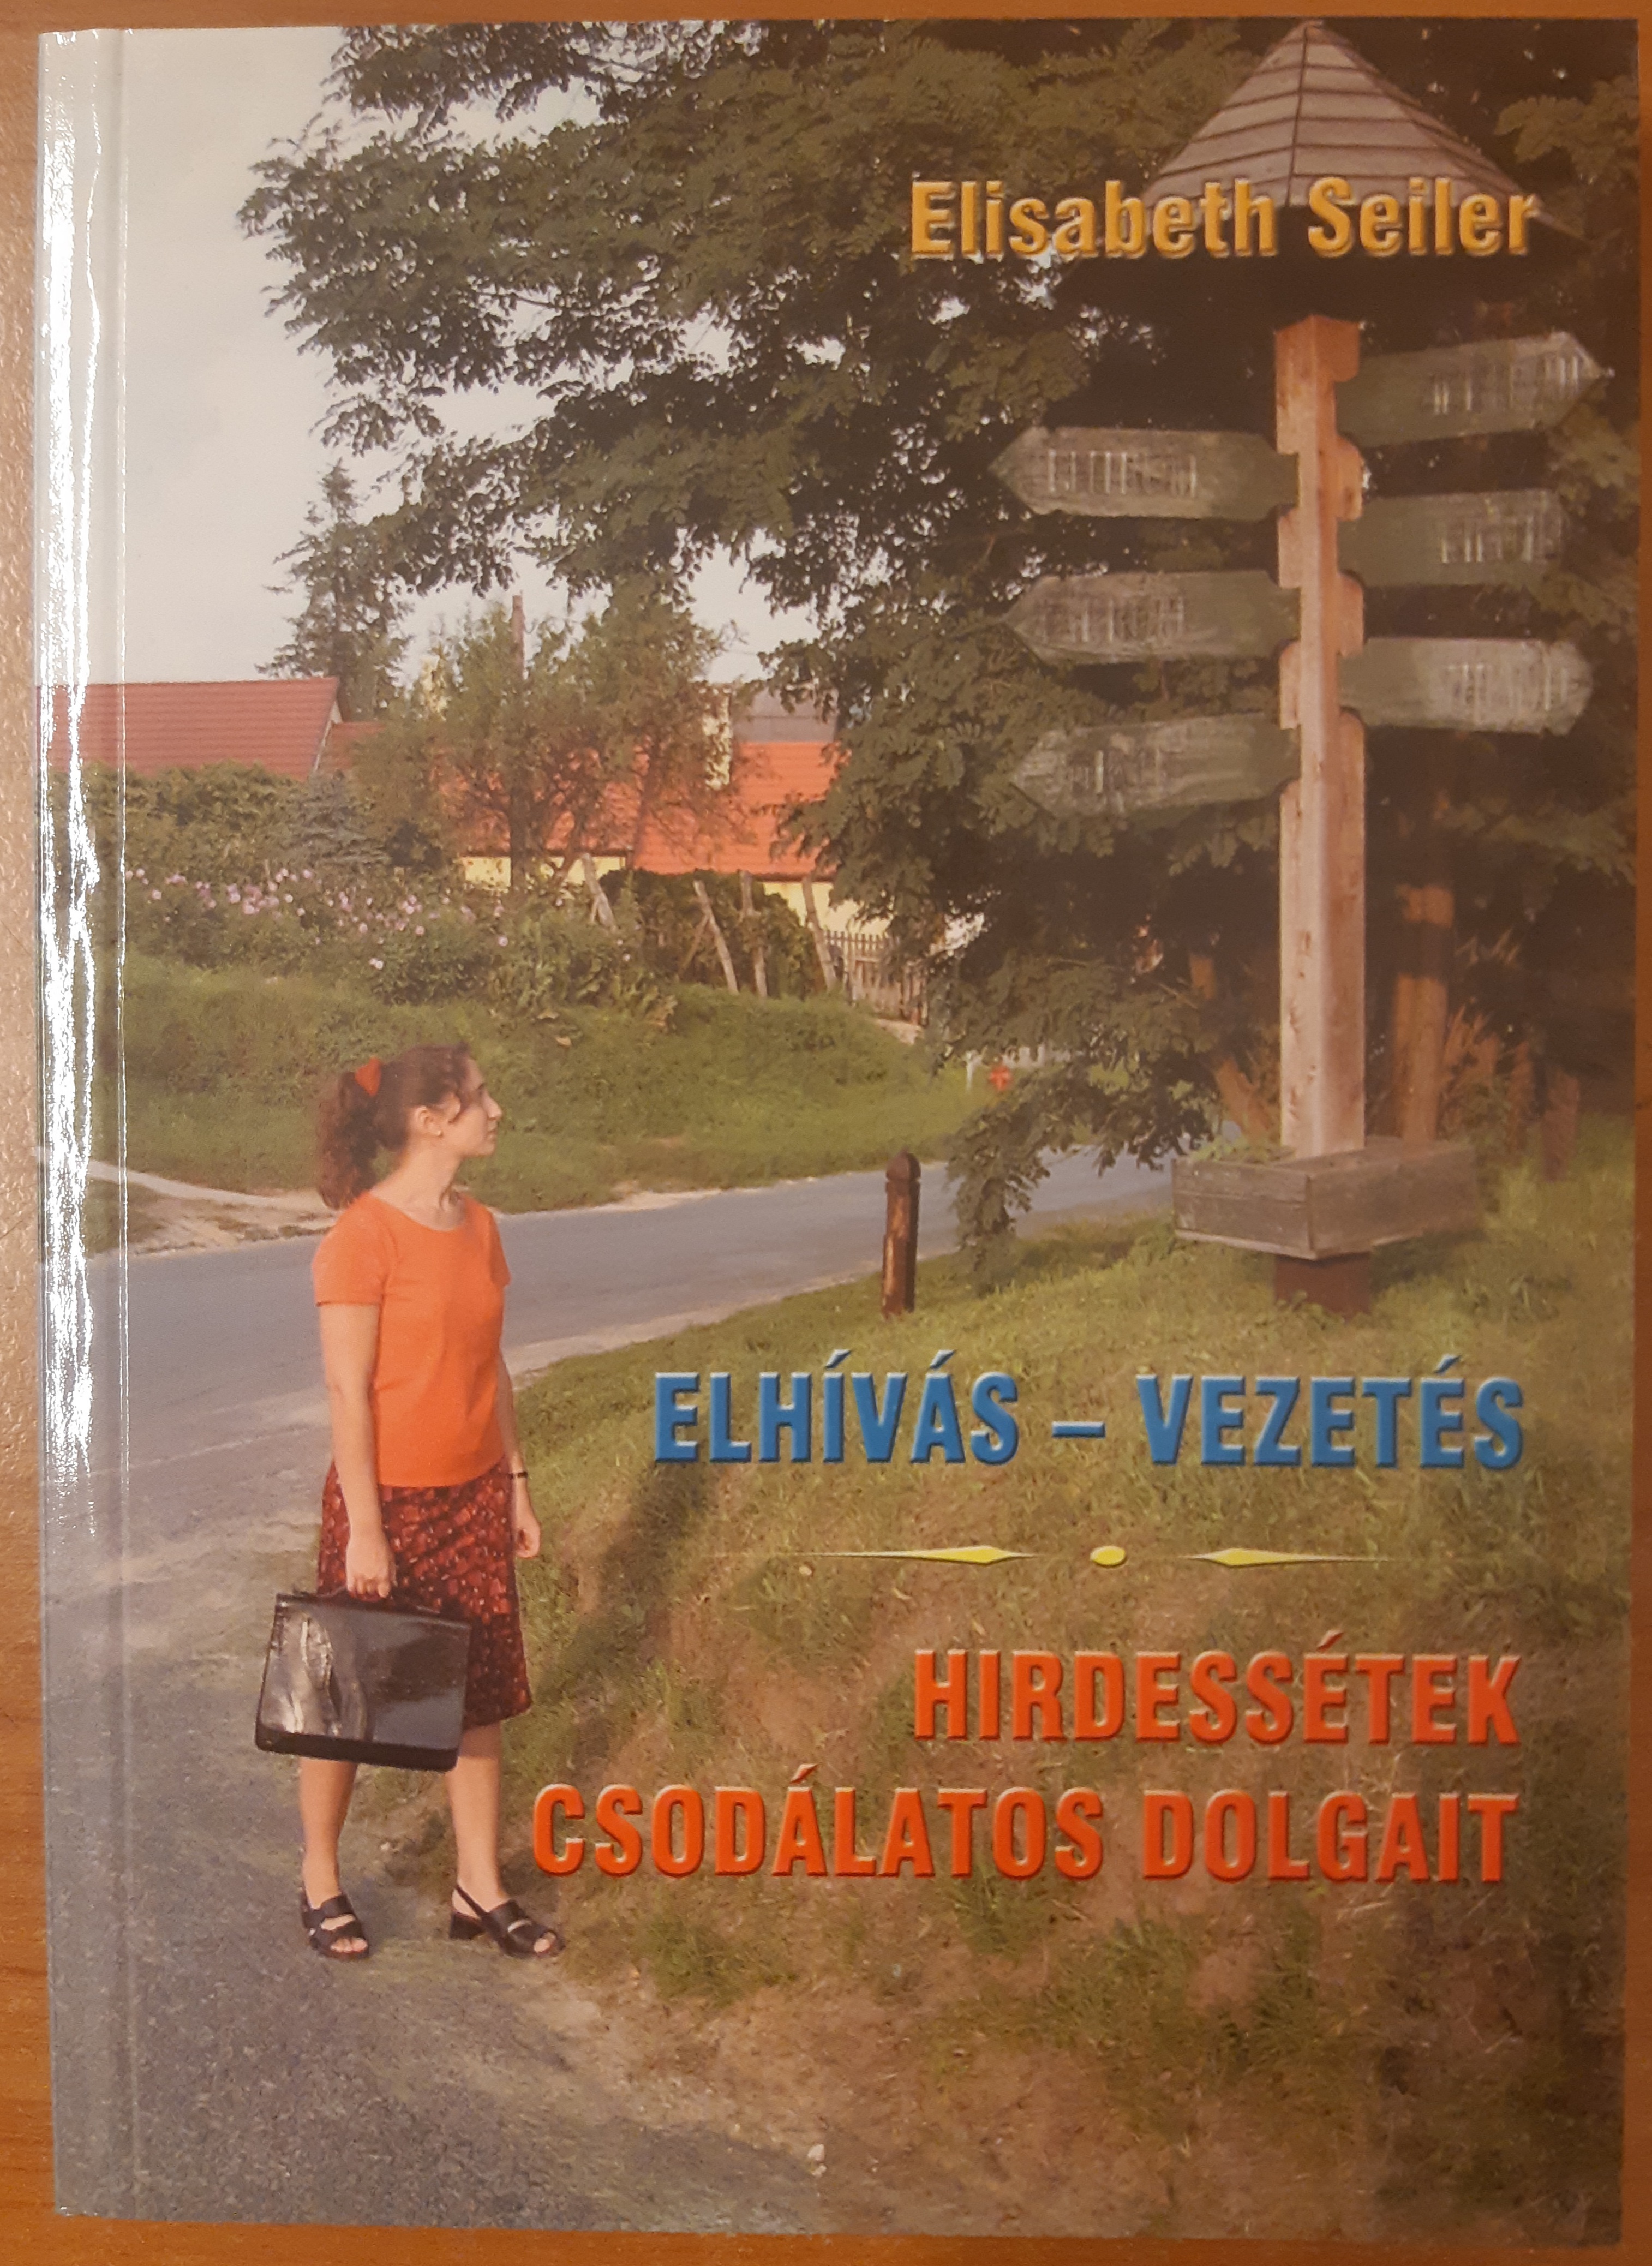 Elisabeth Seiler
ELHÍVÁS – VEZETÉS
HIRDESSÉTEK
CSODÁLATOS DOLGAIT